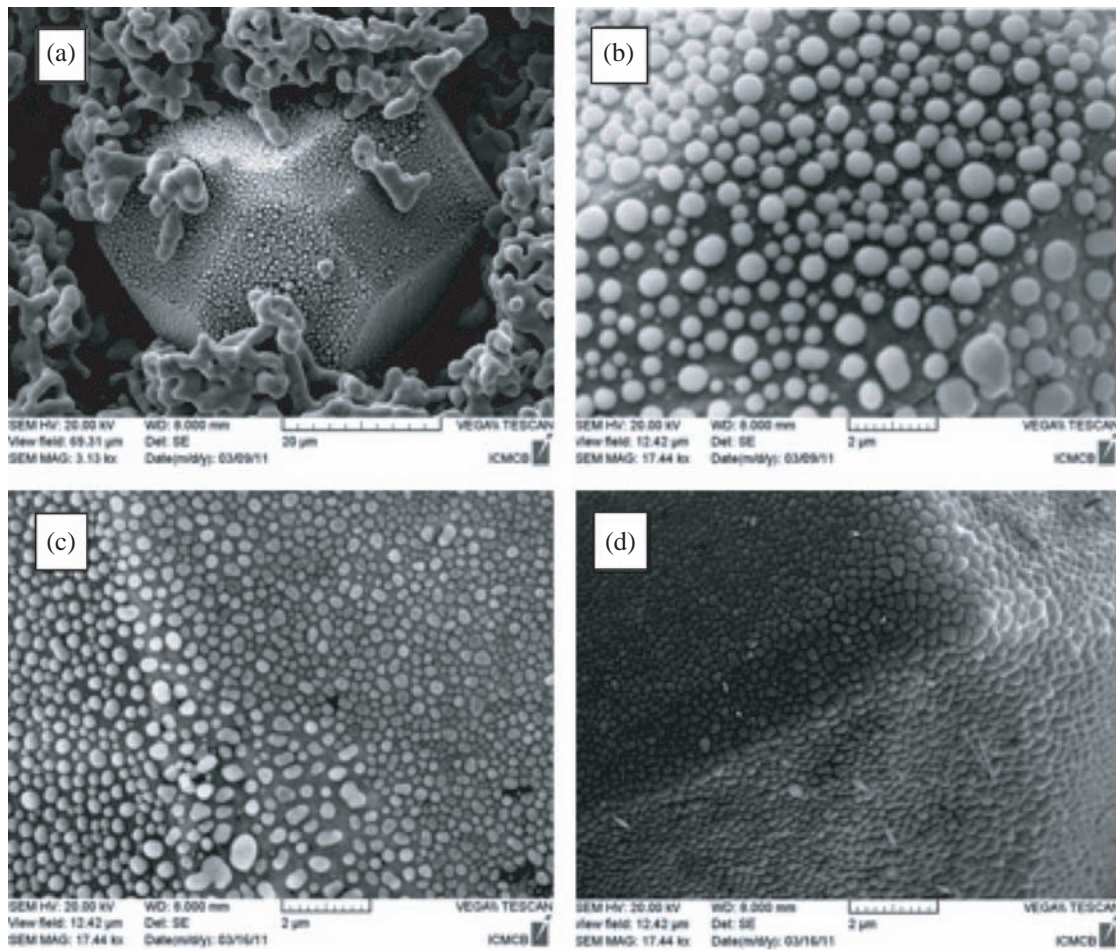 (a)
SEM HV: 20.00 kV WD: 8.000 mm VEGA\\ TESCAN
View field: 69.31 µm Det: SE 20 µm
SEM MAG: 3.13 kx Date(m/d/y): 03/09/11 ICMCB
(b)
SEM HV: 20.00 kV WD: 8.000 mm VEGA\\ TESCAN
View field: 12.42 µm Det: SE 2 µm
SEM MAG: 17.44 kx Date(m/d/y): 03/09/11 ICMCB
(c)
SEM HV: 20.00 kV WD: 8.000 mm VEGA\\ TESCAN
View field: 12.42 µm Det: SE 2 µm
SEM MAG: 17.44 kx Date(m/d/y): 03/16/11 ICMCB
(d)
SEM HV: 20.00 kV WD: 8.000 mm VEGA\\ TESCAN
View field: 12.42 µm Det: SE 2 µm
SEM MAG: 17.44 kx Date(m/d/y): 03/16/11 ICMCB